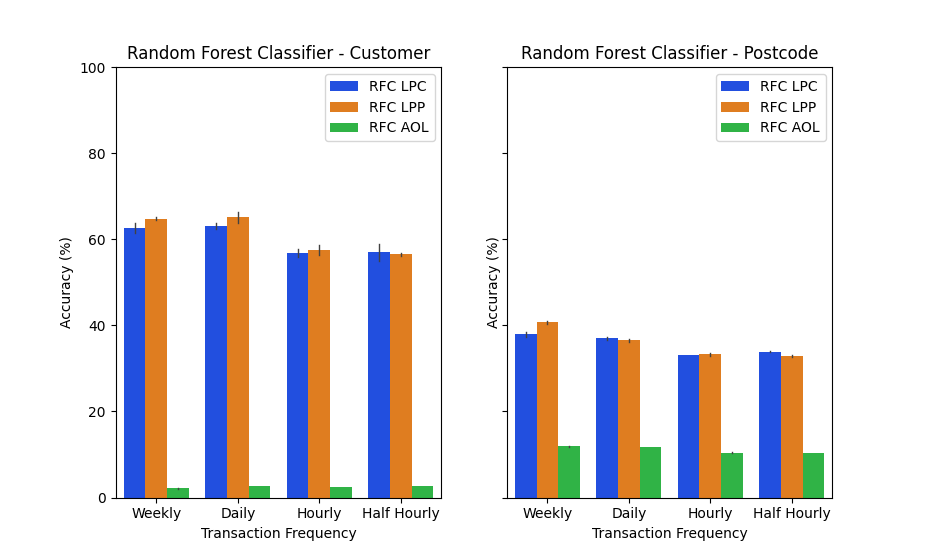 Random Forest Classifier - Customer
100
80
60
40
20
0
Accuracy (%)
RFC LPC
RFC LPP
RFC AOL
Weekly Daily Hourly Half Hourly
Transaction Frequency
Random Forest Classifier - Postcode
Accuracy (%)
RFC LPC
RFC LPP
RFC AOL
Weekly Daily Hourly Half Hourly
Transaction Frequency